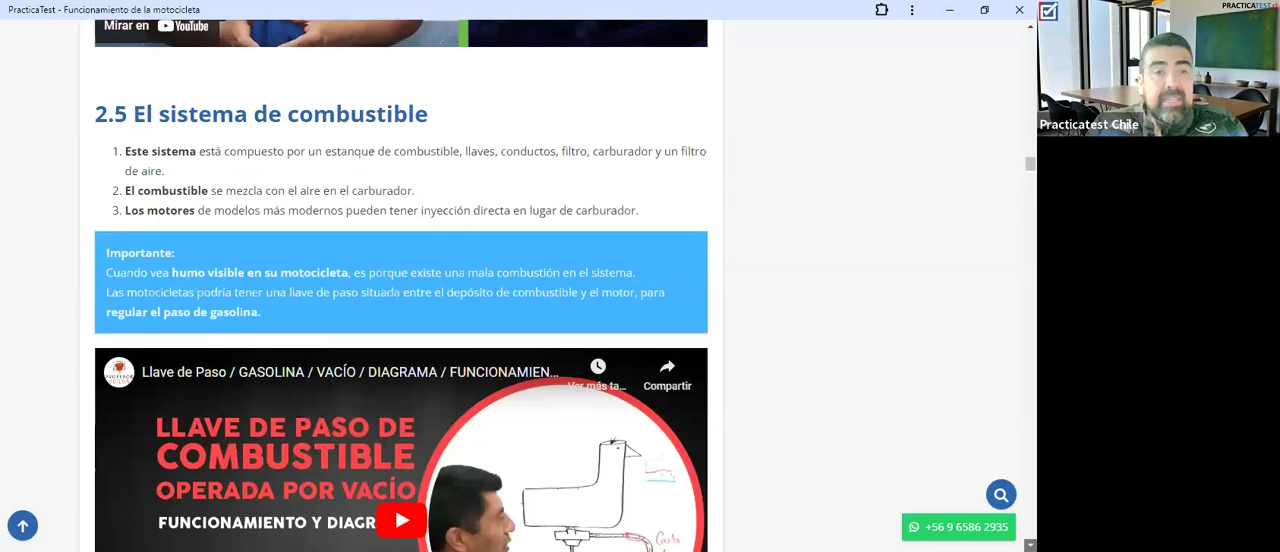 PracticaTest - Funcionamiento de la motocicleta
Mirar en YouTube
2.5 El sistema de combustible
1. Este sistema está compuesto por un estanque de combustible, llaves, conductos, filtro, carburador y un filtro
de aire.
2. El combustible se mezcla con el aire en el carburador.
3. Los motores de modelos más modernos pueden tener inyección directa en lugar de carburador.
Importante:
Cuando vea humo visible en su motocicleta, es porque existe una mala combustión en el sistema.
Las motocicletas podría tener una llave de paso situada entre el depósito de combustible y el motor, para
regular el paso de gasolina.
Llave de Paso / GASOLINA / VACÍO / DIAGRAMA / FUNCIONAMIEN...
Ver más ta...
Compartir
LLAVE DE PASO DE
COMBUSTIBLE
OPERADA POR VACÍO
FUNCIONAMIENTO Y DIAGR
Carb
+56 9 6586 2935
PRACTICATEST
Practicatest Chile